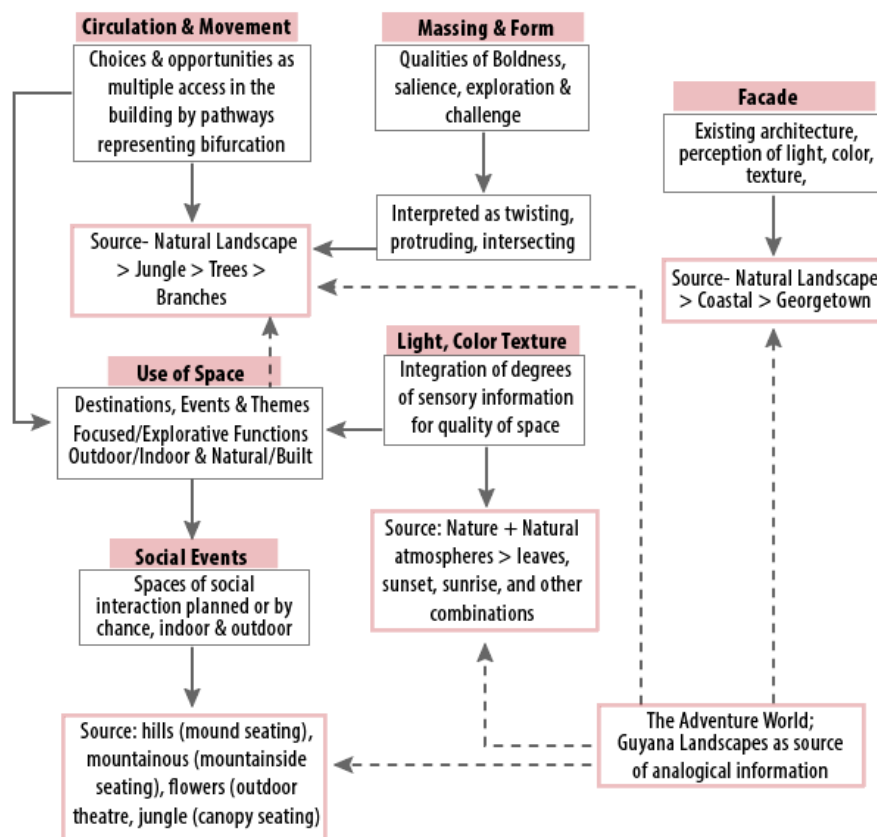 Circulation & Movement
Choices & opportunities as
multiple access in the
building by pathways
representing bifurcation
Massing & Form
Qualities of Boldness,
salience, exploration &
challenge
Facade
Existing architecture,
perception of light, color,
texture,
Interpreted as twisting,
protruding, intersecting
Source- Natural Landscape
> Jungle > Trees >
Branches
Source- Natural Landscape
> Coastal > Georgetown
Light, Color Texture
Integration of degrees
of sensory information
for quality of space
Use of Space
Destinations, Events & Themes
Focused/Explorative Functions
Outdoor/Indoor & Natural/Built
Source: Nature + Natural
atmospheres > leaves,
sunset, sunrise, and other
combinations
Social Events
Spaces of social
interaction planned or by
chance, indoor & outdoor
Source: hills (mound seating),
mountainous (mountainside
seating), flowers (outdoor
theatre, jungle (canopy seating)
The Adventure World;
Guyana Landscapes as source
of analogical information